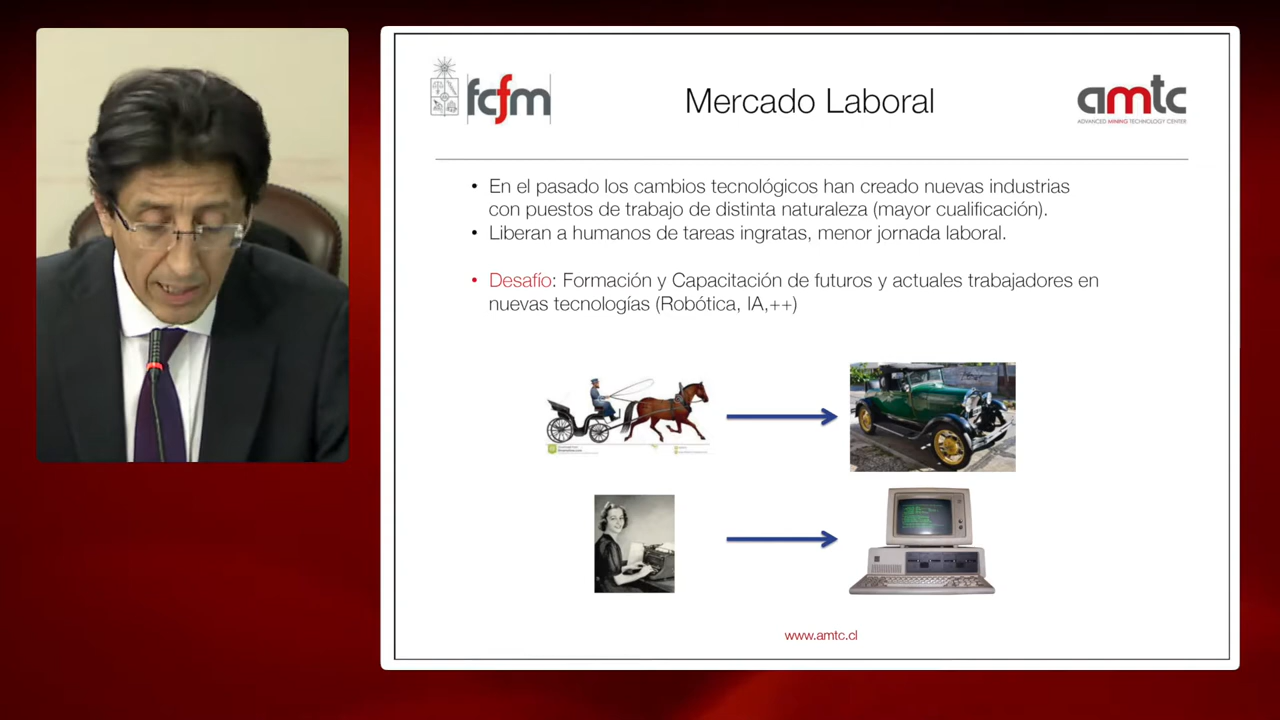 fcfm
Mercado Laboral
amtc
ADVANCED MINING TECHNOLOGY CENTER
• En el pasado los cambios tecnológicos han creado nuevas industrias
con puestos de trabajo de distinta naturaleza (mayor cualificación).
• Liberan a humanos de tareas ingratas, menor jornada laboral.
• Desafío: Formación y Capacitación de futuros y actuales trabajadores en
nuevas tecnologías (Robótica, IA,++)
www.amtc.cl